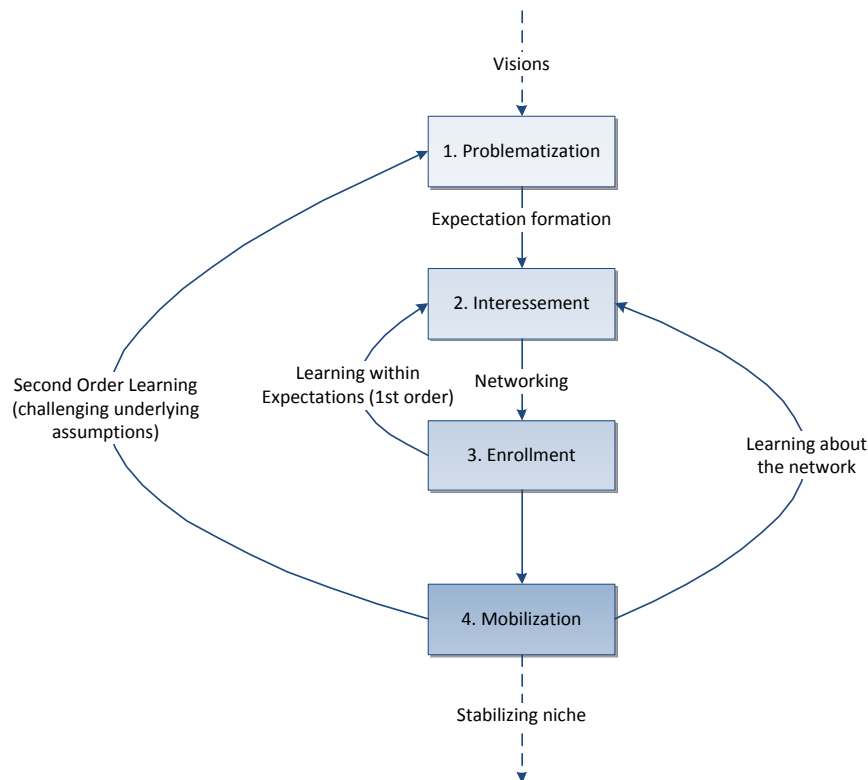 Visions
1. Problematization
Expectation formation
2. Interessement
Learning within
Expectations (1st order)
Networking
Second Order Learning
(challenging underlying
assumptions)
3. Enrollment
Learning about
the network
4. Mobilization
Stabilizing niche